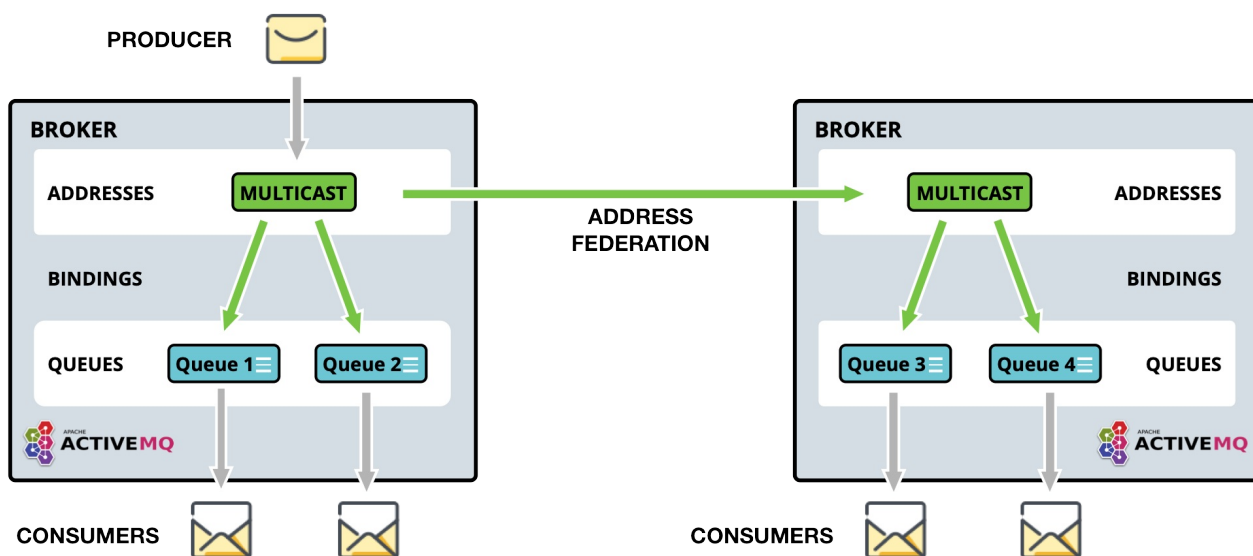 PRODUCER
BROKER
ADDRESSES
MULTICAST
BINDINGS
QUEUES
Queue 1
Queue 2
APACHE
ACTIVEMQ
CONSUMERS
ADDRESS
FEDERATION
BROKER
MULTICAST
ADDRESSES
BINDINGS
Queue 3
Queue 4
QUEUES
APACHE
ACTIVEMQ
CONSUMERS